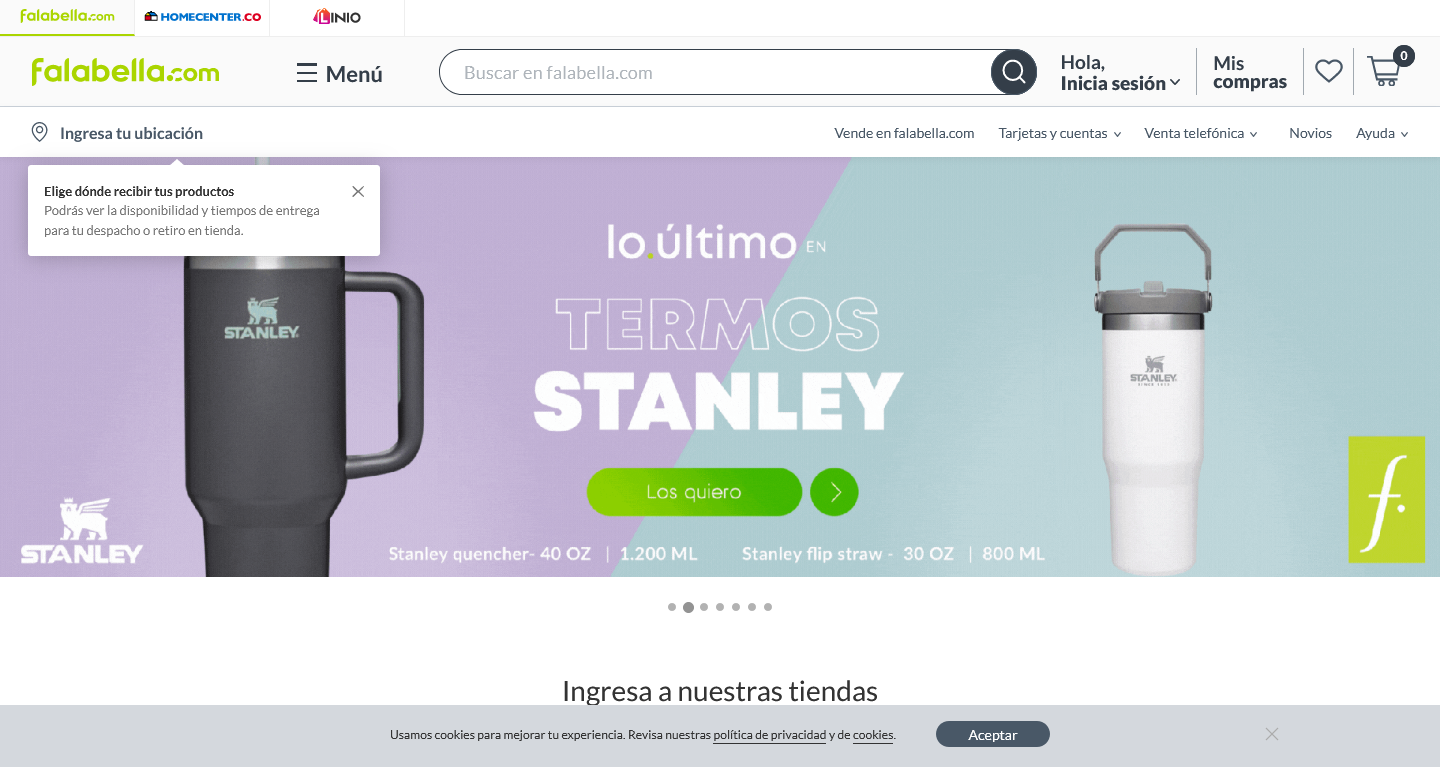 falabella.com
HOMECENTER.CO
LINIO
falabella.com
Menú
Buscar en falabella.com
Hola,
Inicia sesión
Mis
compras
0
Ingresa tu ubicación
Vende en falabella.com
Tarjetas y cuentas
Venta telefónica
Novios
Ayuda
Elige dónde recibir tus productos
Podrás ver la disponibilidad y tiempos de entrega
para tu despacho o retiro en tienda.
lo.último EN
TERMOS
STANLEY
Los quiero
Stanley quencher- 40 OZ | 1.200 ML
Stanley flip straw - 30 OZ | 800 ML
STANLEY
STANLEY
STANLEY
SINCE 1913
f.
Ingresa a nuestras tiendas
Usamos cookies para mejorar tu experiencia. Revisa nuestras política de privacidad y de cookies.
Aceptar